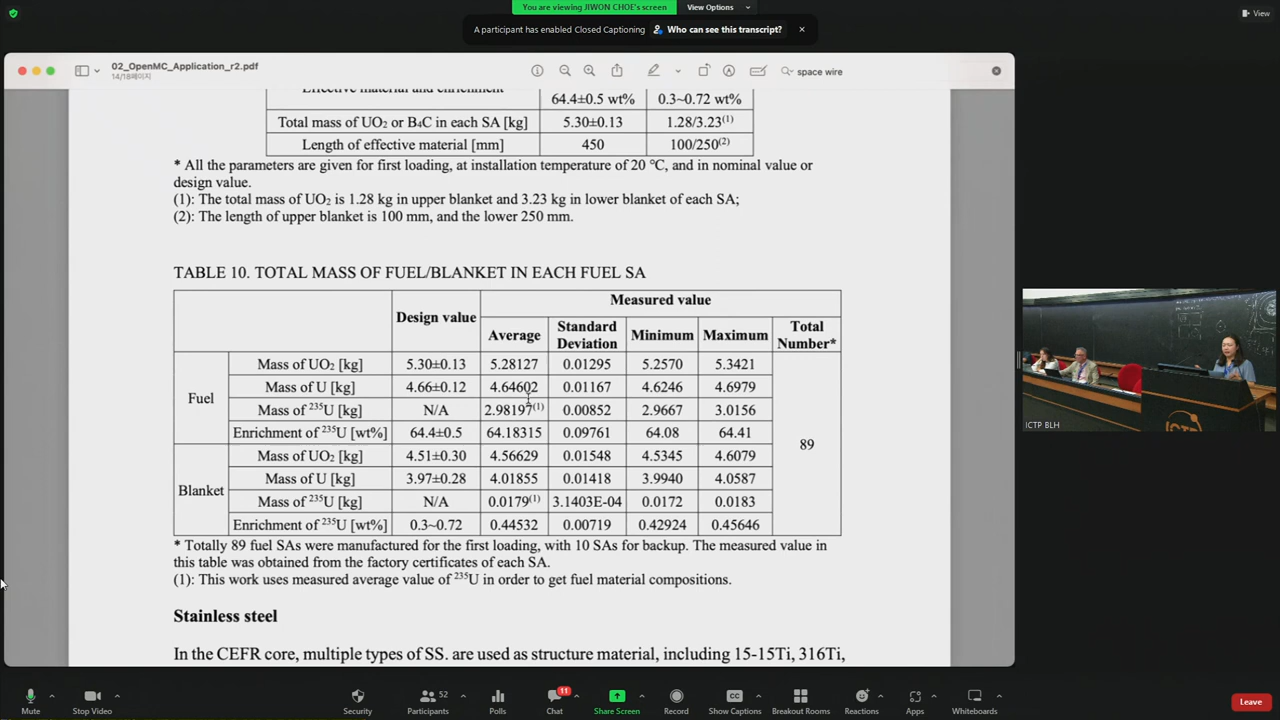 You are viewing JIWON CHOE's screen
View Options
View
A participant has enabled Closed Captioning
Who can see this transcript?
02_OpenMC_Application_r2.pdf
14/18페이지
space wire
Effective material and enrichment 64.4±0.5 wt% 0.3~0.72 wt%
Total mass of UO₂ or B₄C in each SA [kg] 5.30±0.13 1.28/3.23⁽¹⁾
Length of effective material [mm] 450 100/250⁽²⁾
* All the parameters are given for first loading, at installation temperature of 20 °C, and in nominal value or
design value.
(1): The total mass of UO₂ is 1.28 kg in upper blanket and 3.23 kg in lower blanket of each SA;
(2): The length of upper blanket is 100 mm, and the lower 250 mm.
TABLE 10. TOTAL MASS OF FUEL/BLANKET IN EACH FUEL SA
Design value
Measured value
Average Standard Deviation Minimum Maximum Total Number*
Fuel
Mass of UO₂ [kg] 5.30±0.13 5.28127 0.01295 5.2570 5.3421
Mass of U [kg] 4.66±0.12 4.64602 0.01167 4.6246 4.6979
Mass of ²³⁵U [kg] N/A 2.98197⁽¹⁾ 0.00852 2.9667 3.0156
Enrichment of ²³⁵U [wt%] 64.4±0.5 64.18315 0.09761 64.08 64.41
89
Blanket
Mass of UO₂ [kg] 4.51±0.30 4.56629 0.01548 4.5345 4.6079
Mass of U [kg] 3.97±0.28 4.01855 0.01418 3.9940 4.0587
Mass of ²³⁵U [kg] N/A 0.0179⁽¹⁾ 3.1403E-04 0.0172 0.0183
Enrichment of ²³⁵U [wt%] 0.3~0.72 0.44532 0.00719 0.42924 0.45646
* Totally 89 fuel SAs were manufactured for the first loading, with 10 SAs for backup. The measured value in
this table was obtained from the factory certificates of each SA.
(1): This work uses measured average value of ²³⁵U in order to get fuel material compositions.
Stainless steel
In the CEFR core, multiple types of SS. are used as structure material, including 15-15Ti, 316Ti,
ICTP
ICTP BLH
Mute
Stop Video
Security
Participants 52
Polls
Chat 11
Share Screen
Record
Show Captions
Breakout Rooms
Reactions
Apps
Whiteboards
Leave